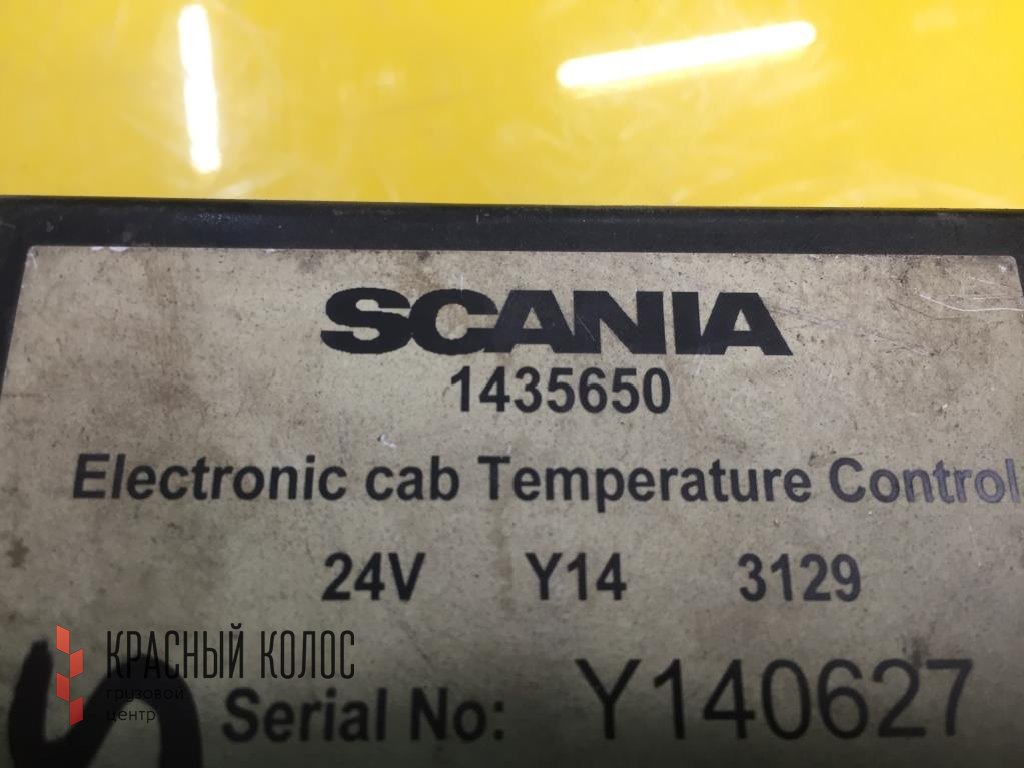 SCANIA
1435650
Electronic cab Temperature Control
24V Y14 3129
Serial No: Y140627
КРАСНЫЙ КОЛОС
грузовой
центр